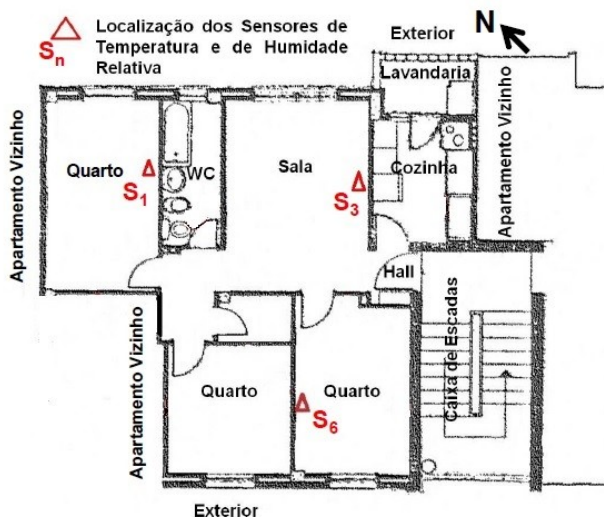 Localização dos Sensores de
Temperatura e de Humidade
Relativa
Sn
N
Exterior
Lavandaria
Apartamento Vizinho
Quarto
WC
Sala
Cozinha
Apartamento Vizinho
S1
S3
Hall
Apartamento Vizinho
Quarto
Quarto
Caixa de Escadas
S6
Exterior